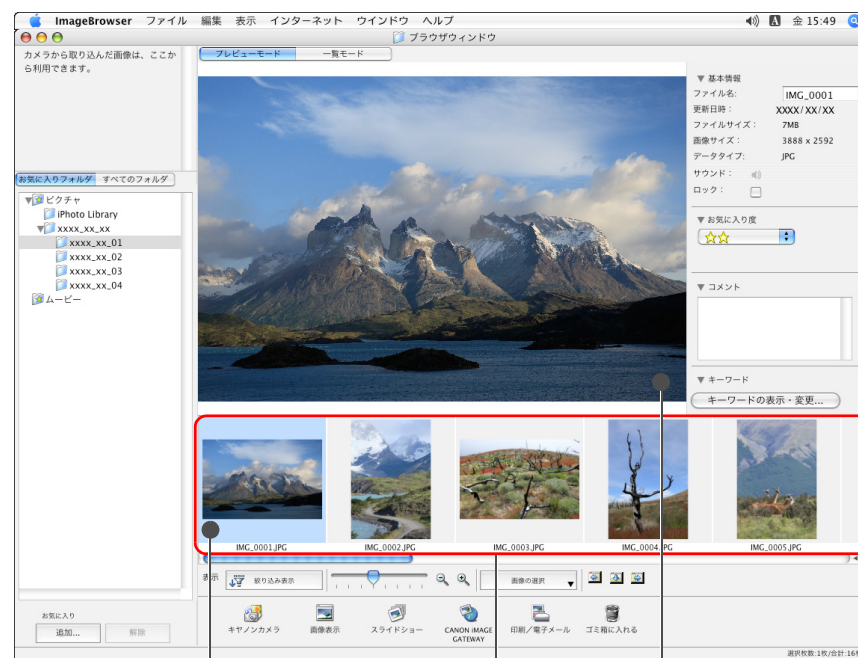 ImageBrowser ファイル 編集 表示 インターネット ウインドウ ヘルプ
金 15:49
ブラウザウィンドウ
カメラから取り込んだ画像は、ここか
ら利用できます。
プレビューモード 一覧モード
お気に入りフォルダ すべてのフォルダ
ピクチャ
iPhoto Library
xxxx_xx_xx
xxxx_xx_01
xxxx_xx_02
xxxx_xx_03
xxxx_xx_04
ムービー
お気に入り
追加... 解除
▼ 基本情報
ファイル名: IMG_0001
更新日時： XXXX/XX/XX
ファイルサイズ： 7MB
画像サイズ： 3888 x 2592
データタイプ: JPG
サウンド：
ロック：
▼ お気に入り度
▼ コメント
▼ キーワード
キーワードの表示・変更...
IMG_0001.JPG IMG_0002.JPG IMG_0003.JPG IMG_0004.JPG IMG_0005.JPG
表示 絞り込み表示 画像の選択
キヤノンカメラ 画像表示 スライドショー CANON iMAGE GATEWAY 印刷／電子メール ゴミ箱に入れる
選択枚数:1枚/合計:16枚